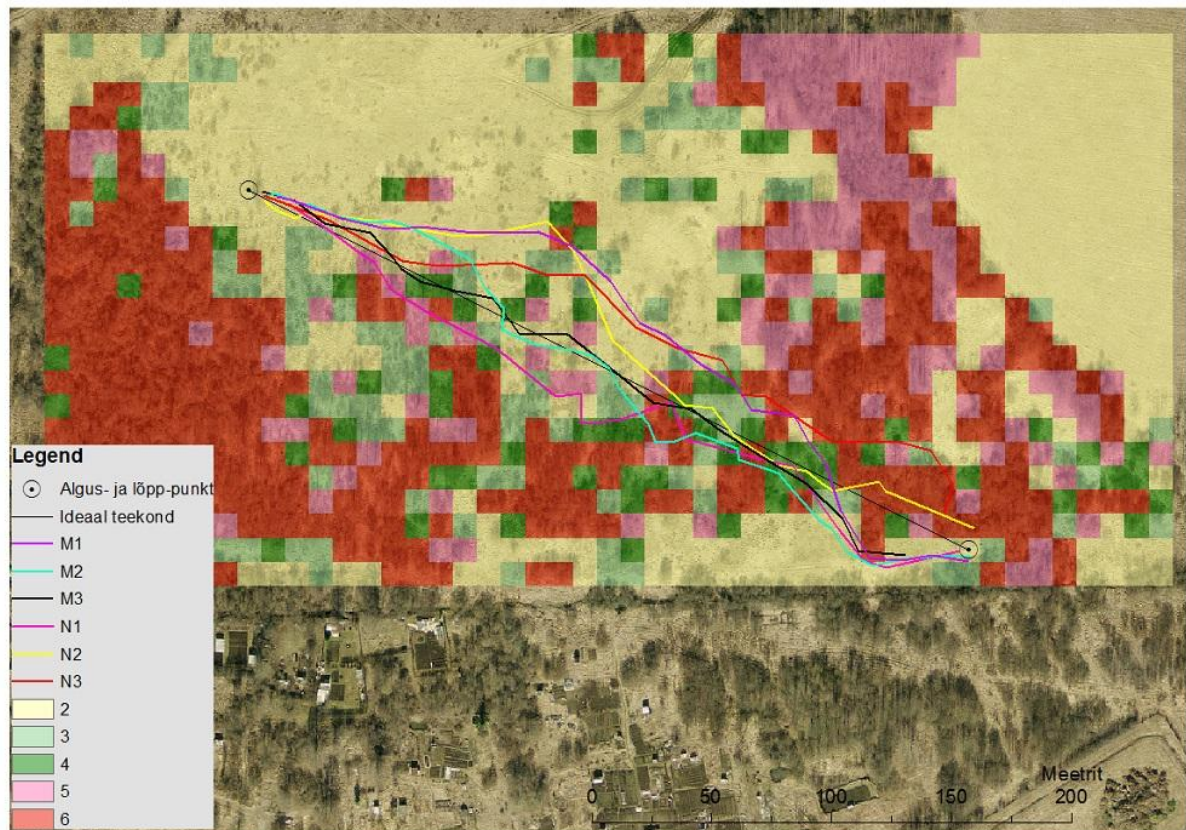 Legend
Algus- ja lõpp-punkt
Ideaal teekond
M1
M2
M3
N1
N2
N3
2
3
4
5
6
Meetrit
0 50 100 150 200